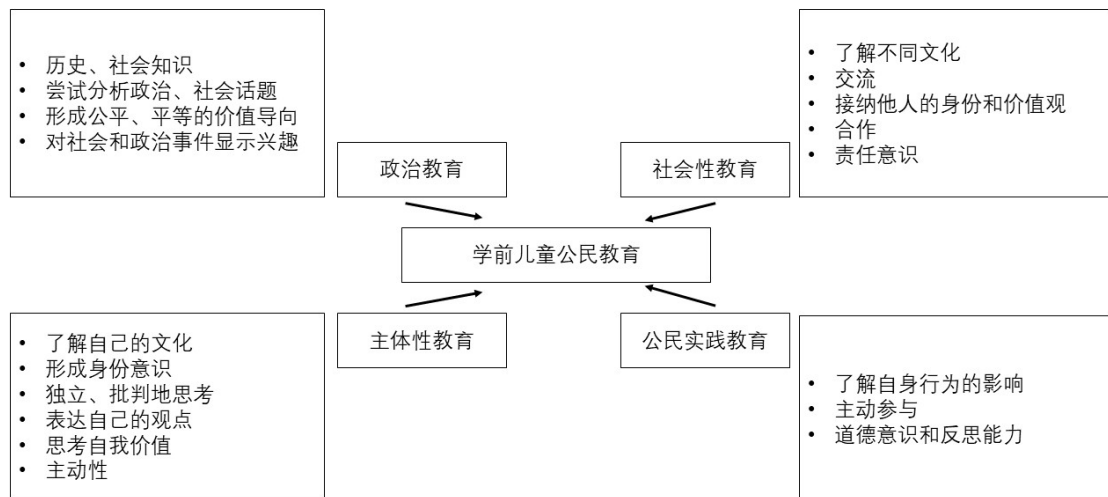 • 历史、社会知识
• 尝试分析政治、社会话题
• 形成公平、平等的价值导向
• 对社会和政治事件显示兴趣
政治教育
社会性教育
• 了解不同文化
• 交流
• 接纳他人的身份和价值观
• 合作
• 责任意识
学前儿童公民教育
• 了解自己的文化
• 形成身份意识
• 独立、批判地思考
• 表达自己的观点
• 思考自我价值
• 主动性
主体性教育
公民实践教育
• 了解自身行为的影响
• 主动参与
• 道德意识和反思能力